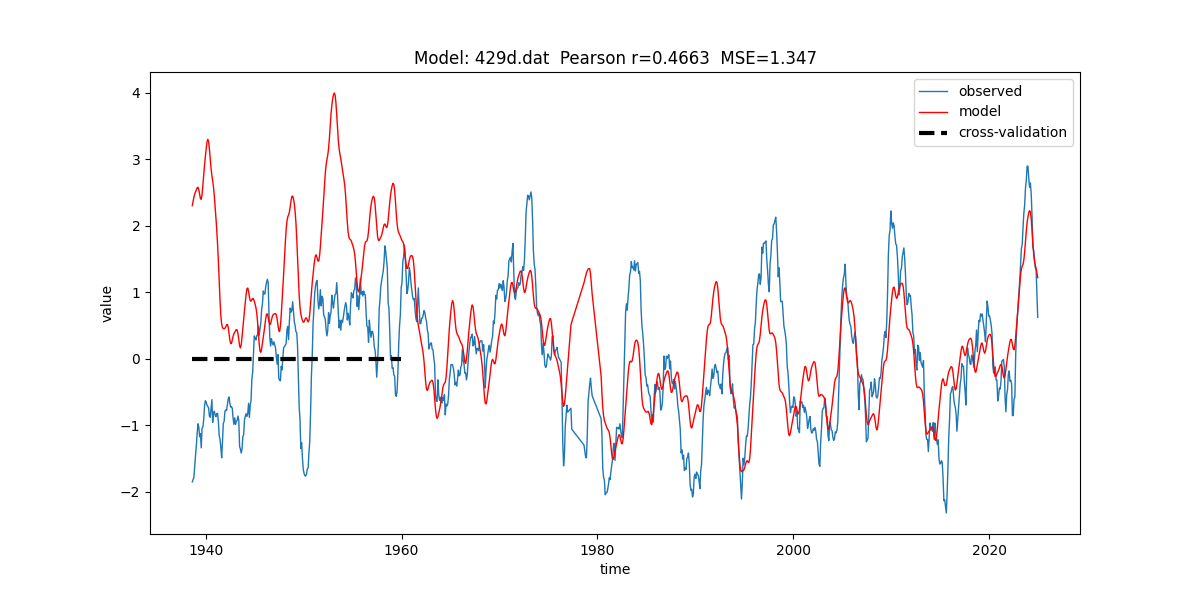 Model: 429d.dat  Pearson r=0.4663  MSE=1.347
observed
model
cross-validation
value
4
3
2
1
0
−1
−2
1940
1960
1980
2000
2020
time